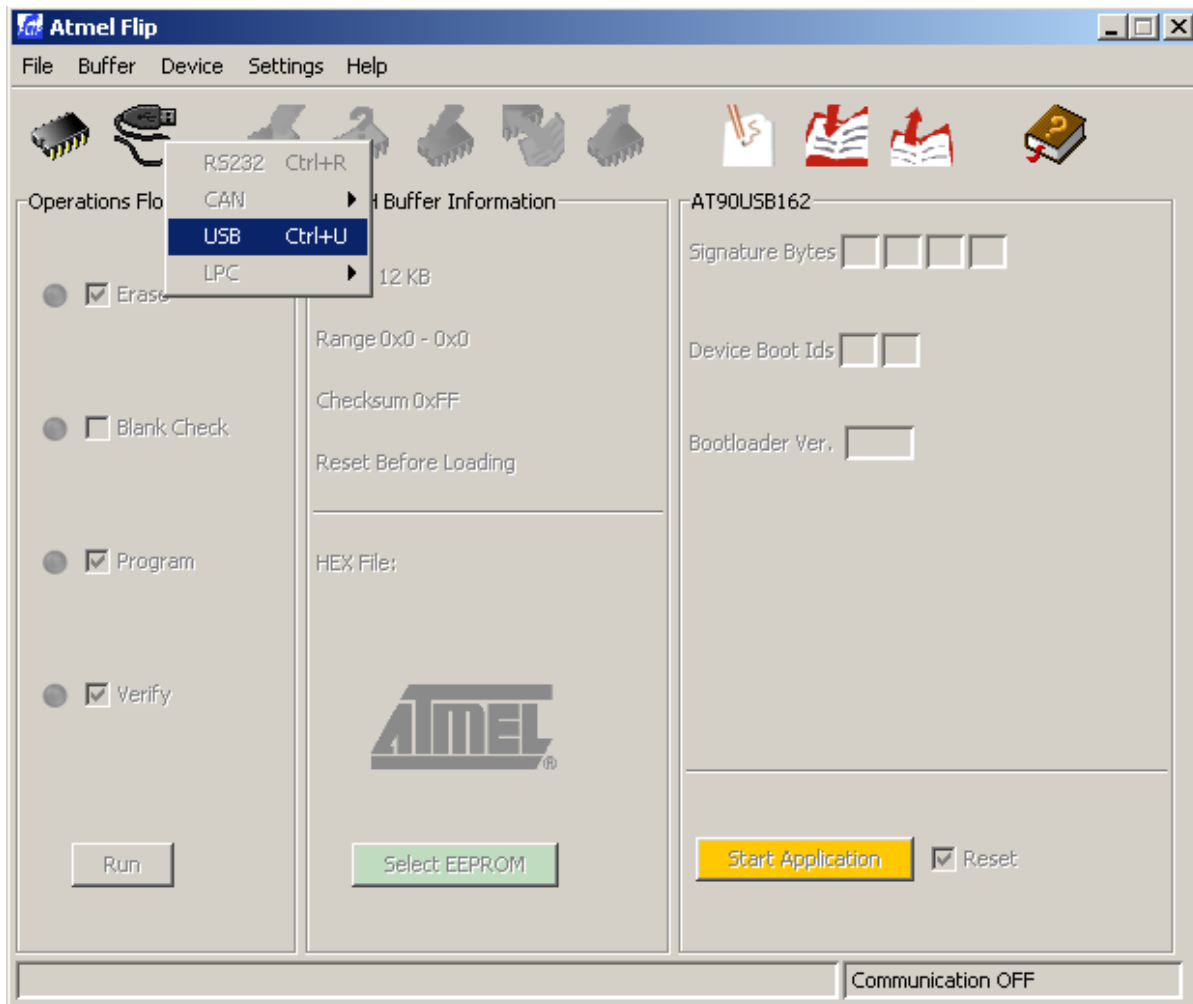 Atmel Flip
File Buffer Device Settings Help
RS232 Ctrl+R
CAN
USB Ctrl+U
LPC
Operations Flo
Erase
Blank Check
Program
Verify
Run
Buffer Information
12 KB
Range 0x0 - 0x0
Checksum 0xFF
Reset Before Loading
HEX File:
ATMEL
®
Select EEPROM
AT90USB162
Signature Bytes
Device Boot Ids
Bootloader Ver.
Start Application
Reset
Communication OFF